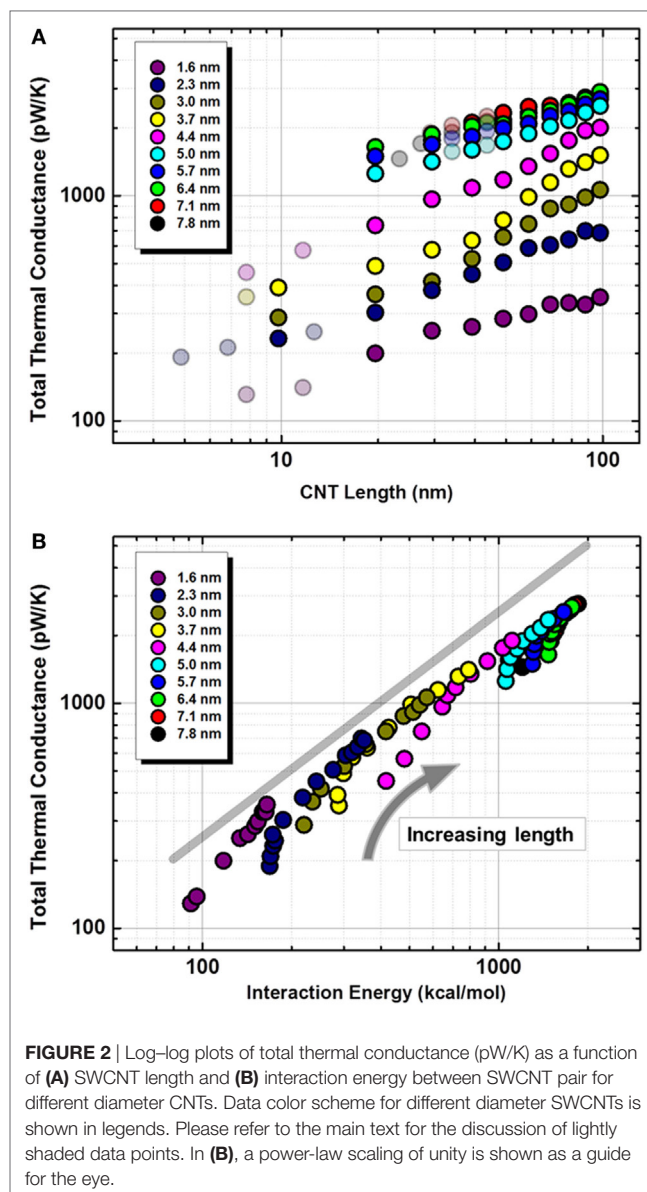 A
Total Thermal Conductance (pW/K)
1000
100
1.6 nm
2.3 nm
3.0 nm
3.7 nm
4.4 nm
5.0 nm
5.7 nm
6.4 nm
7.1 nm
7.8 nm
10
100
CNT Length (nm)
B
Total Thermal Conductance (pW/K)
1000
100
1.6 nm
2.3 nm
3.0 nm
3.7 nm
4.4 nm
5.0 nm
5.7 nm
6.4 nm
7.1 nm
7.8 nm
Increasing length
100
1000
Interaction Energy (kcal/mol)
FIGURE 2 | Log–log plots of total thermal conductance (pW/K) as a function
of (A) SWCNT length and (B) interaction energy between SWCNT pair for
different diameter CNTs. Data color scheme for different diameter SWCNTs is
shown in legends. Please refer to the main text for the discussion of lightly
shaded data points. In (B), a power-law scaling of unity is shown as a guide
for the eye.